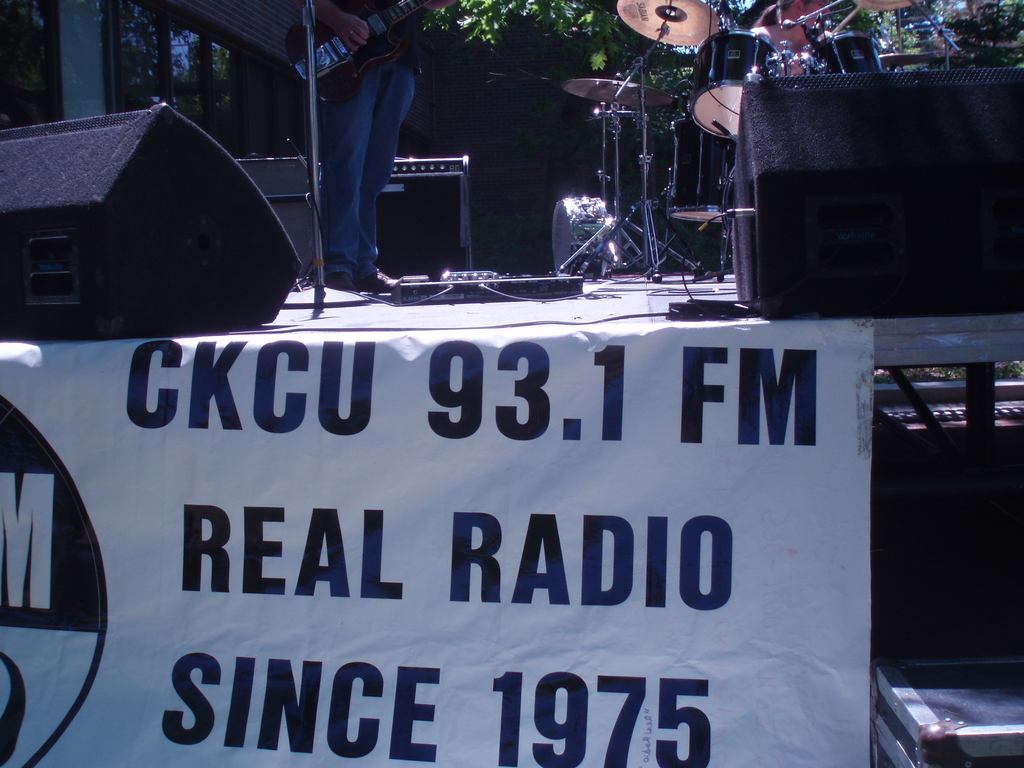 CKCU 93.1 FM
M
REAL RADIO
SINCE 1975